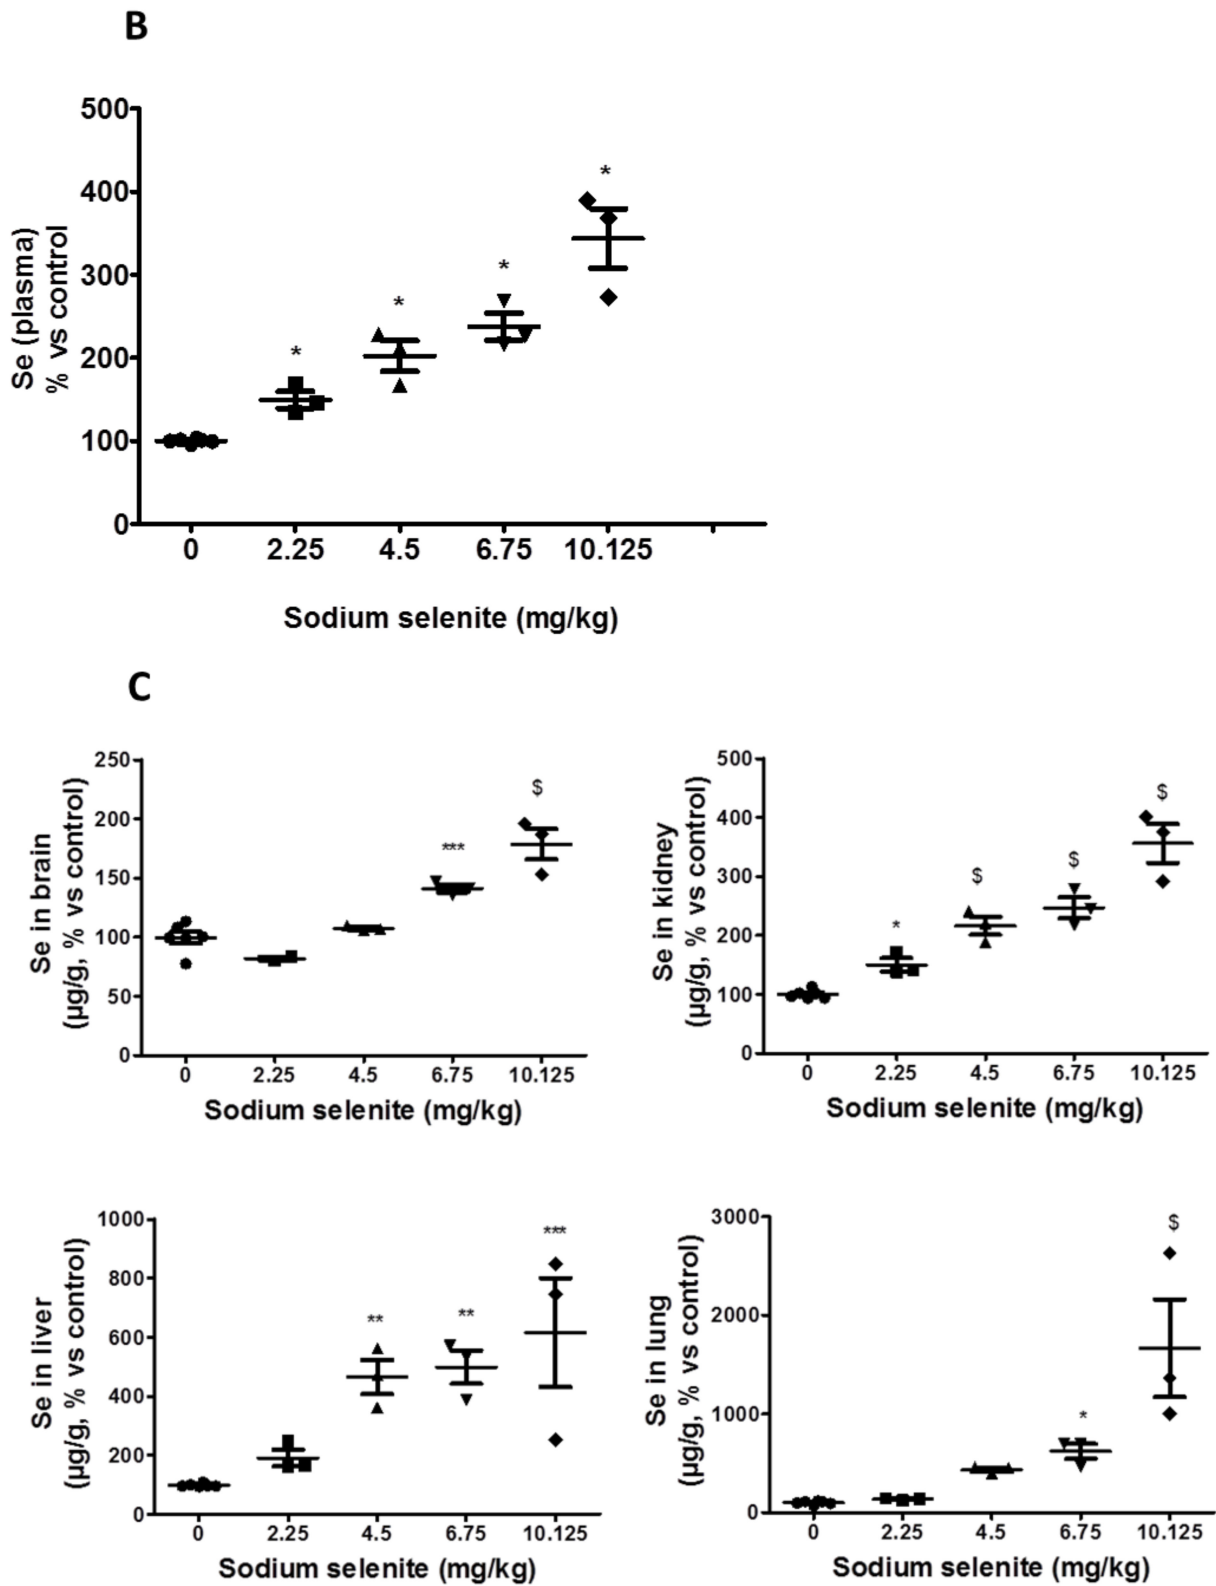 B
500
400
300
200
100
0
Se (plasma)
% vs control
*
*
*
*
0 2.25 4.5 6.75 10.125
Sodium selenite (mg/kg)
C
250
200
150
100
50
0
Se in brain
(µg/g, % vs control)
***
$
0 2.25 4.5 6.75 10.125
Sodium selenite (mg/kg)
500
400
300
200
100
0
Se in kidney
(µg/g, % vs control)
*
$
$
$
0 2.25 4.5 6.75 10.125
Sodium selenite (mg/kg)
1000
800
600
400
200
0
Se in liver
(µg/g, % vs control)
**
**
***
0 2.25 4.5 6.75 10.125
Sodium selenite (mg/kg)
3000
2000
1000
0
Se in lung
(µg/g, % vs control)
*
$
0 2.25 4.5 6.75 10.125
Sodium selenite (mg/kg)